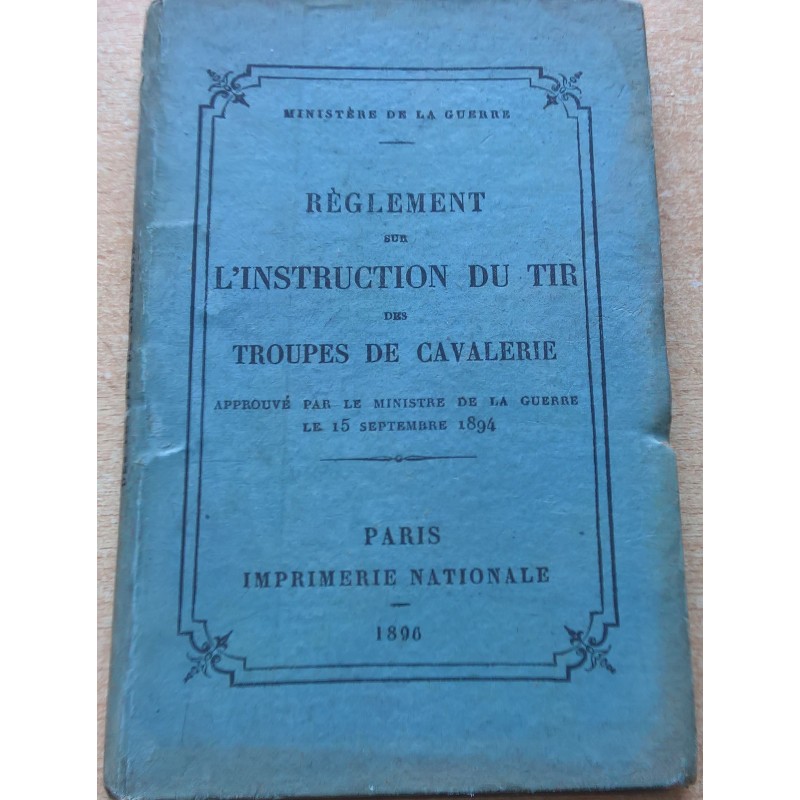 MINISTÈRE DE LA GUERRE
RÈGLEMENT
SUR
L'INSTRUCTION DU TIR
DES
TROUPES DE CAVALERIE
APPROUVÉ PAR LE MINISTRE DE LA GUERRE
LE 15 SEPTEMBRE 1894
PARIS
IMPRIMERIE NATIONALE
1896